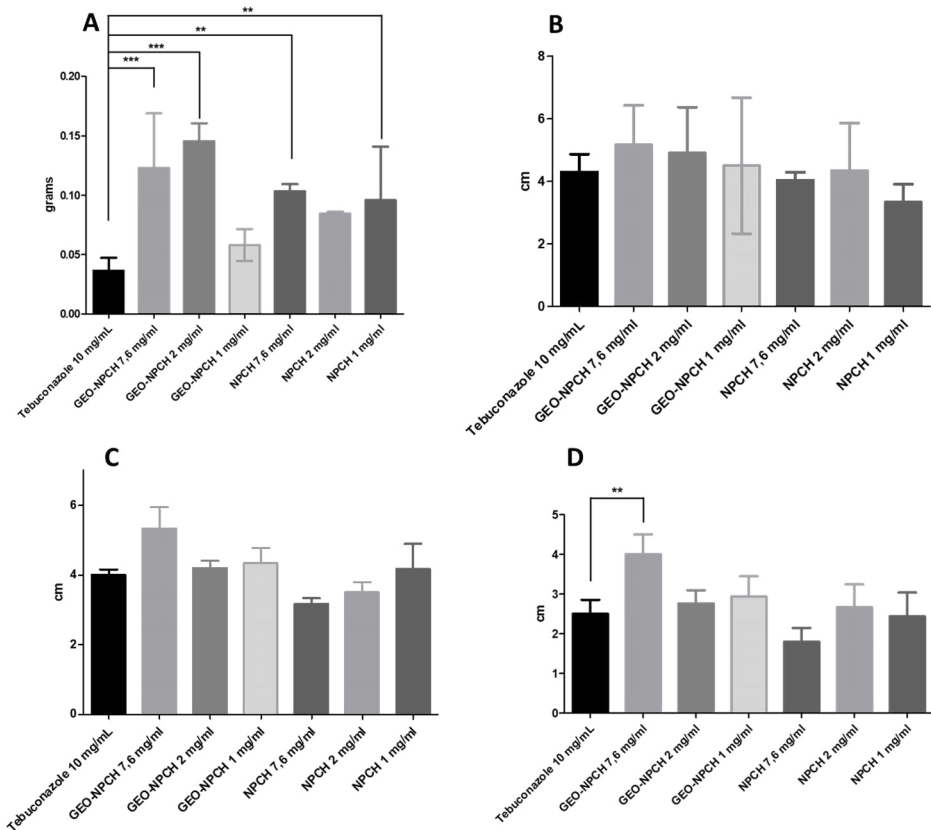 A
**
**
***
***
grams
0.20
0.15
0.10
0.05
0.00
Tebuconazole 10 mg/mL
GEO-NPCH 7,6 mg/ml
GEO-NPCH 2 mg/ml
GEO-NPCH 1 mg/ml
NPCH 7,6 mg/ml
NPCH 2 mg/ml
NPCH 1 mg/ml
B
cm
8
6
4
2
0
Tebuconazole 10 mg/mL
GEO-NPCH 7,6 mg/ml
GEO-NPCH 2 mg/ml
GEO-NPCH 1 mg/ml
NPCH 7,6 mg/ml
NPCH 2 mg/ml
NPCH 1 mg/ml
C
cm
6
4
2
0
Tebuconazole 10 mg/mL
GEO-NPCH 7,6 mg/ml
GEO-NPCH 2 mg/ml
GEO-NPCH 1 mg/ml
NPCH 7,6 mg/ml
NPCH 2 mg/ml
NPCH 1 mg/ml
D
**
cm
5
4
3
2
1
0
Tebuconazole 10 mg/mL
GEO-NPCH 7,6 mg/ml
GEO-NPCH 2 mg/ml
GEO-NPCH 1 mg/ml
NPCH 7,6 mg/ml
NPCH 2 mg/ml
NPCH 1 mg/ml